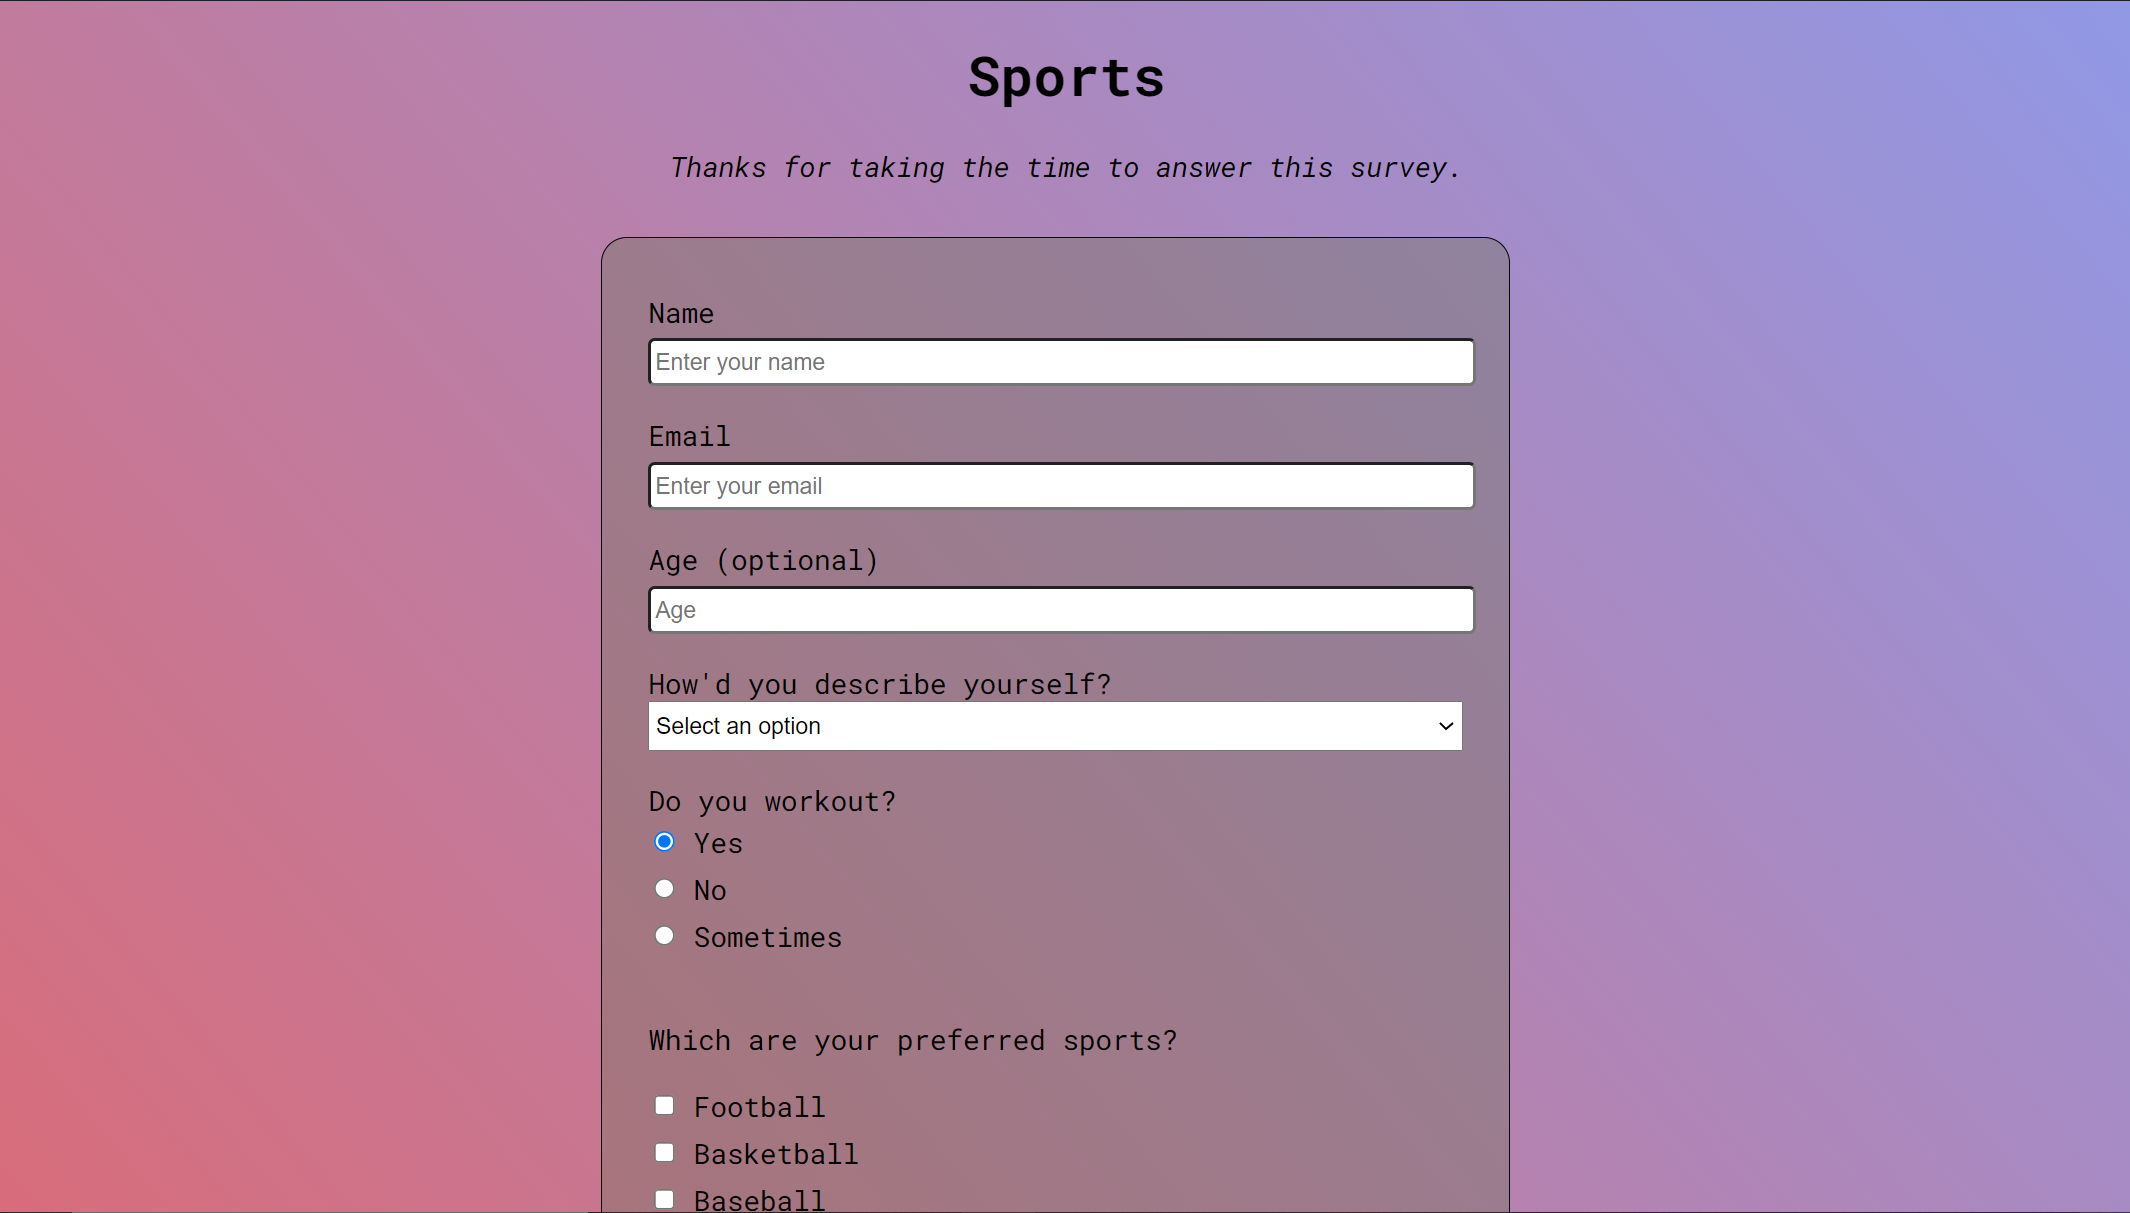 Sports
Thanks for taking the time to answer this survey.
Name
Enter your name
Email
Enter your email
Age (optional)
Age
How'd you describe yourself?
Select an option
Do you workout?
Yes
No
Sometimes
Which are your preferred sports?
Football
Basketball
Baseball